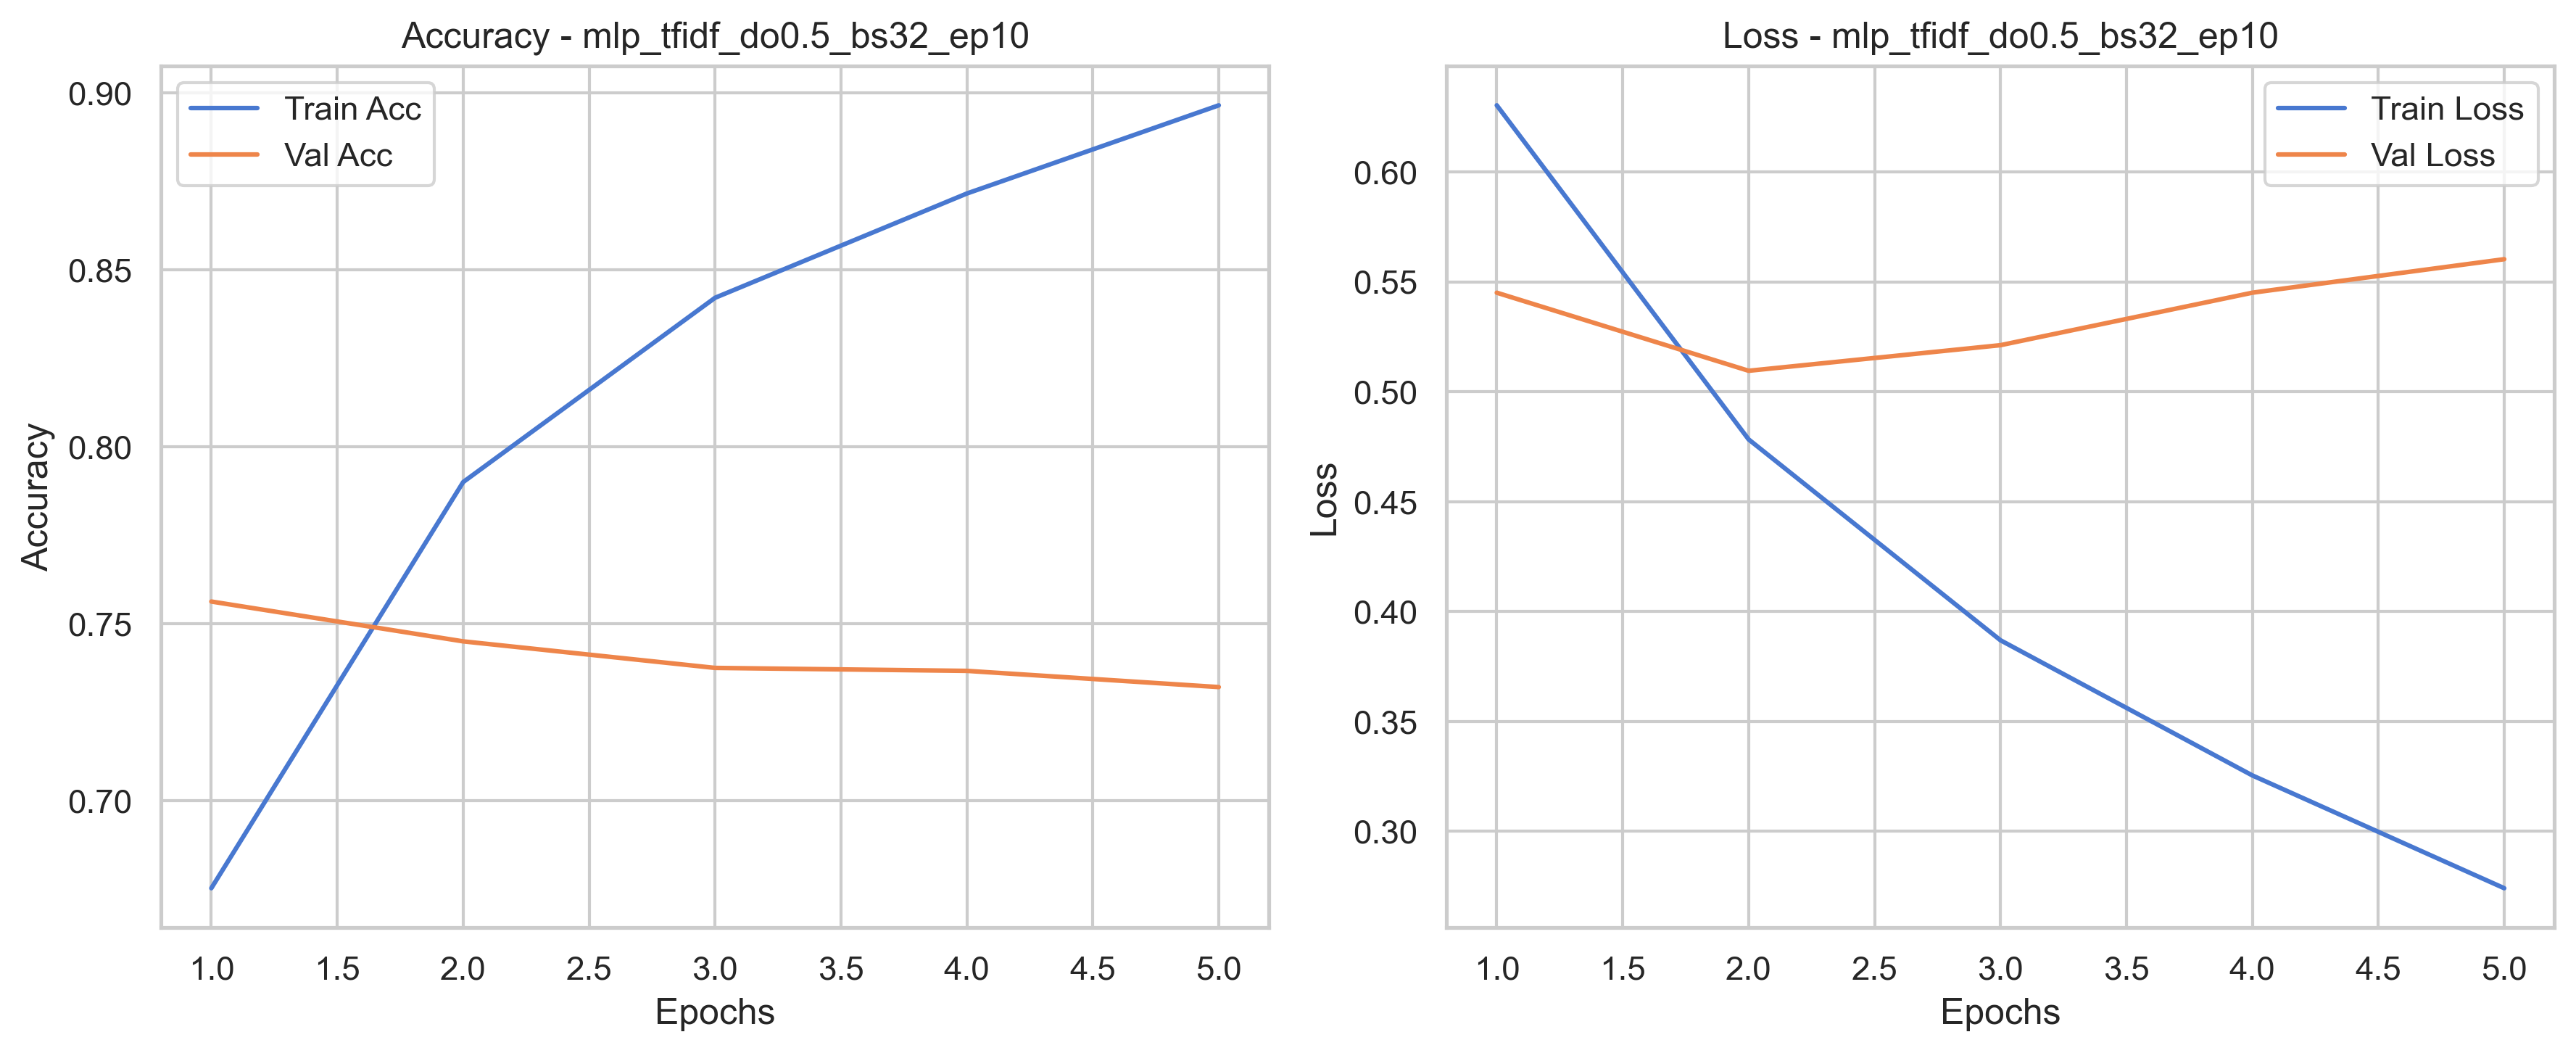 Accuracy - mlp_tfidf_do0.5_bs32_ep10
Train Acc
Val Acc
0.90
0.85
0.80
0.75
0.70
Accuracy
1.0 1.5 2.0 2.5 3.0 3.5 4.0 4.5 5.0
Epochs
Loss - mlp_tfidf_do0.5_bs32_ep10
Train Loss
Val Loss
0.60
0.55
0.50
0.45
0.40
0.35
0.30
Loss
1.0 1.5 2.0 2.5 3.0 3.5 4.0 4.5 5.0
Epochs